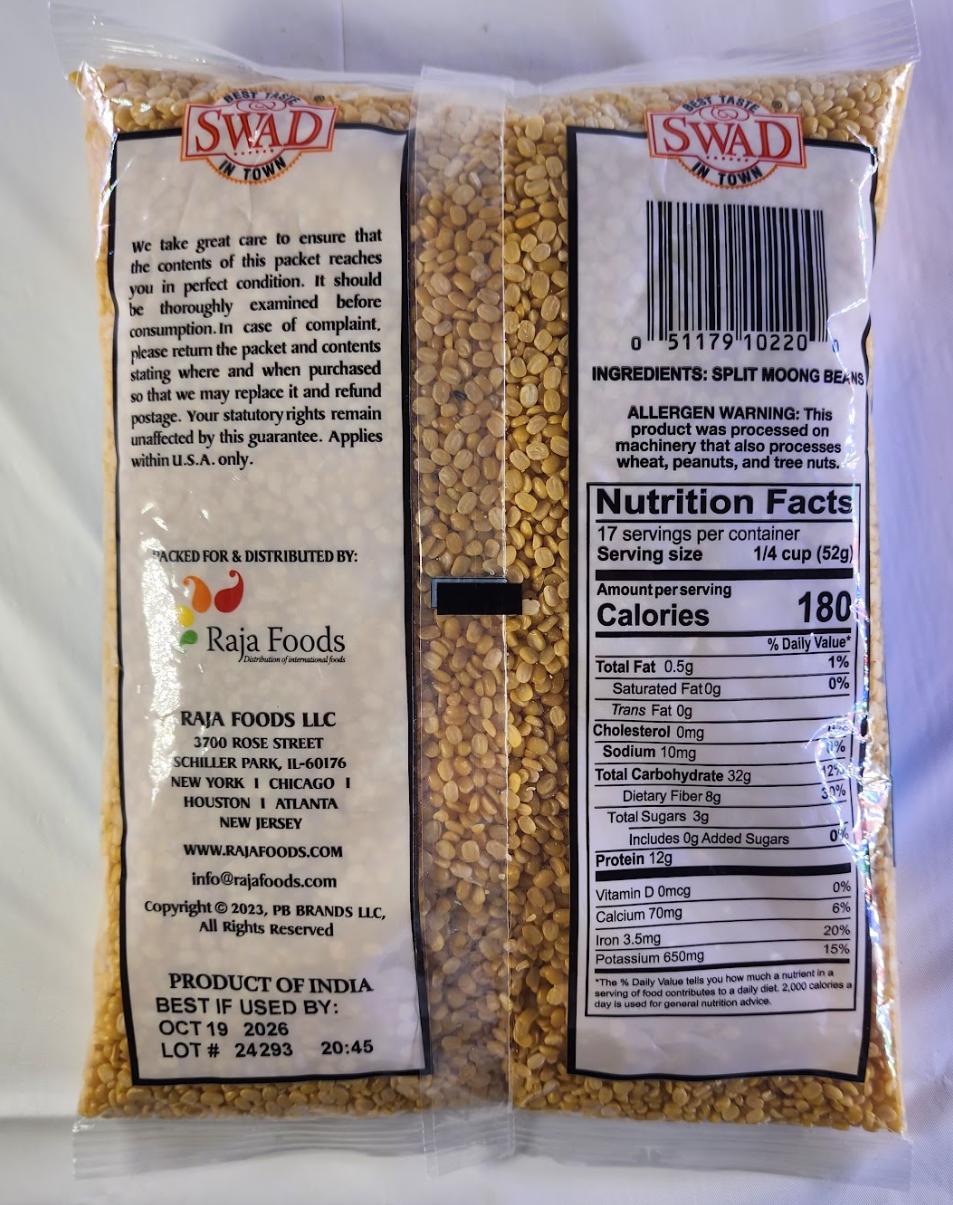 BEST TASTE
SWAD
IN TOWN
We take great care to ensure that
the contents of this packet reaches
you in perfect condition. It should
be thoroughly examined before
consumption. In case of complaint,
please return the packet and contents
stating where and when purchased
so that we may replace it and refund
postage. Your statutory rights remain
unaffected by this guarantee. Applies
within U.S.A. only.
PACKED FOR & DISTRIBUTED BY:
Raja Foods
Distribution of international foods
RAJA FOODS LLC
3700 ROSE STREET
SCHILLER PARK, IL-60176
NEW YORK I CHICAGO I
HOUSTON I ATLANTA
NEW JERSEY
WWW.RAJAFOODS.COM
info@rajafoods.com
Copyright © 2023, PB BRANDS LLC,
All Rights Reserved
PRODUCT OF INDIA
BEST IF USED BY:
OCT 19 2026
LOT # 24293 20:45
BEST TASTE
SWAD
IN TOWN
0 51179 10220 0
INGREDIENTS: SPLIT MOONG BEANS
ALLERGEN WARNING: This
product was processed on
machinery that also processes
wheat, peanuts, and tree nuts.
Nutrition Facts
17 servings per container
Serving size 1/4 cup (52g)
Amount per serving
Calories 180
% Daily Value*
Total Fat 0.5g 1%
Saturated Fat 0g 0%
Trans Fat 0g
Cholesterol 0mg
Sodium 10mg 0%
Total Carbohydrate 32g 12%
Dietary Fiber 8g 30%
Total Sugars 3g
Includes 0g Added Sugars 0%
Protein 12g
Vitamin D 0mcg 0%
Calcium 70mg 6%
Iron 3.5mg 20%
Potassium 650mg 15%
*The % Daily Value tells you how much a nutrient in a
serving of food contributes to a daily diet. 2,000 calories a
day is used for general nutrition advice.